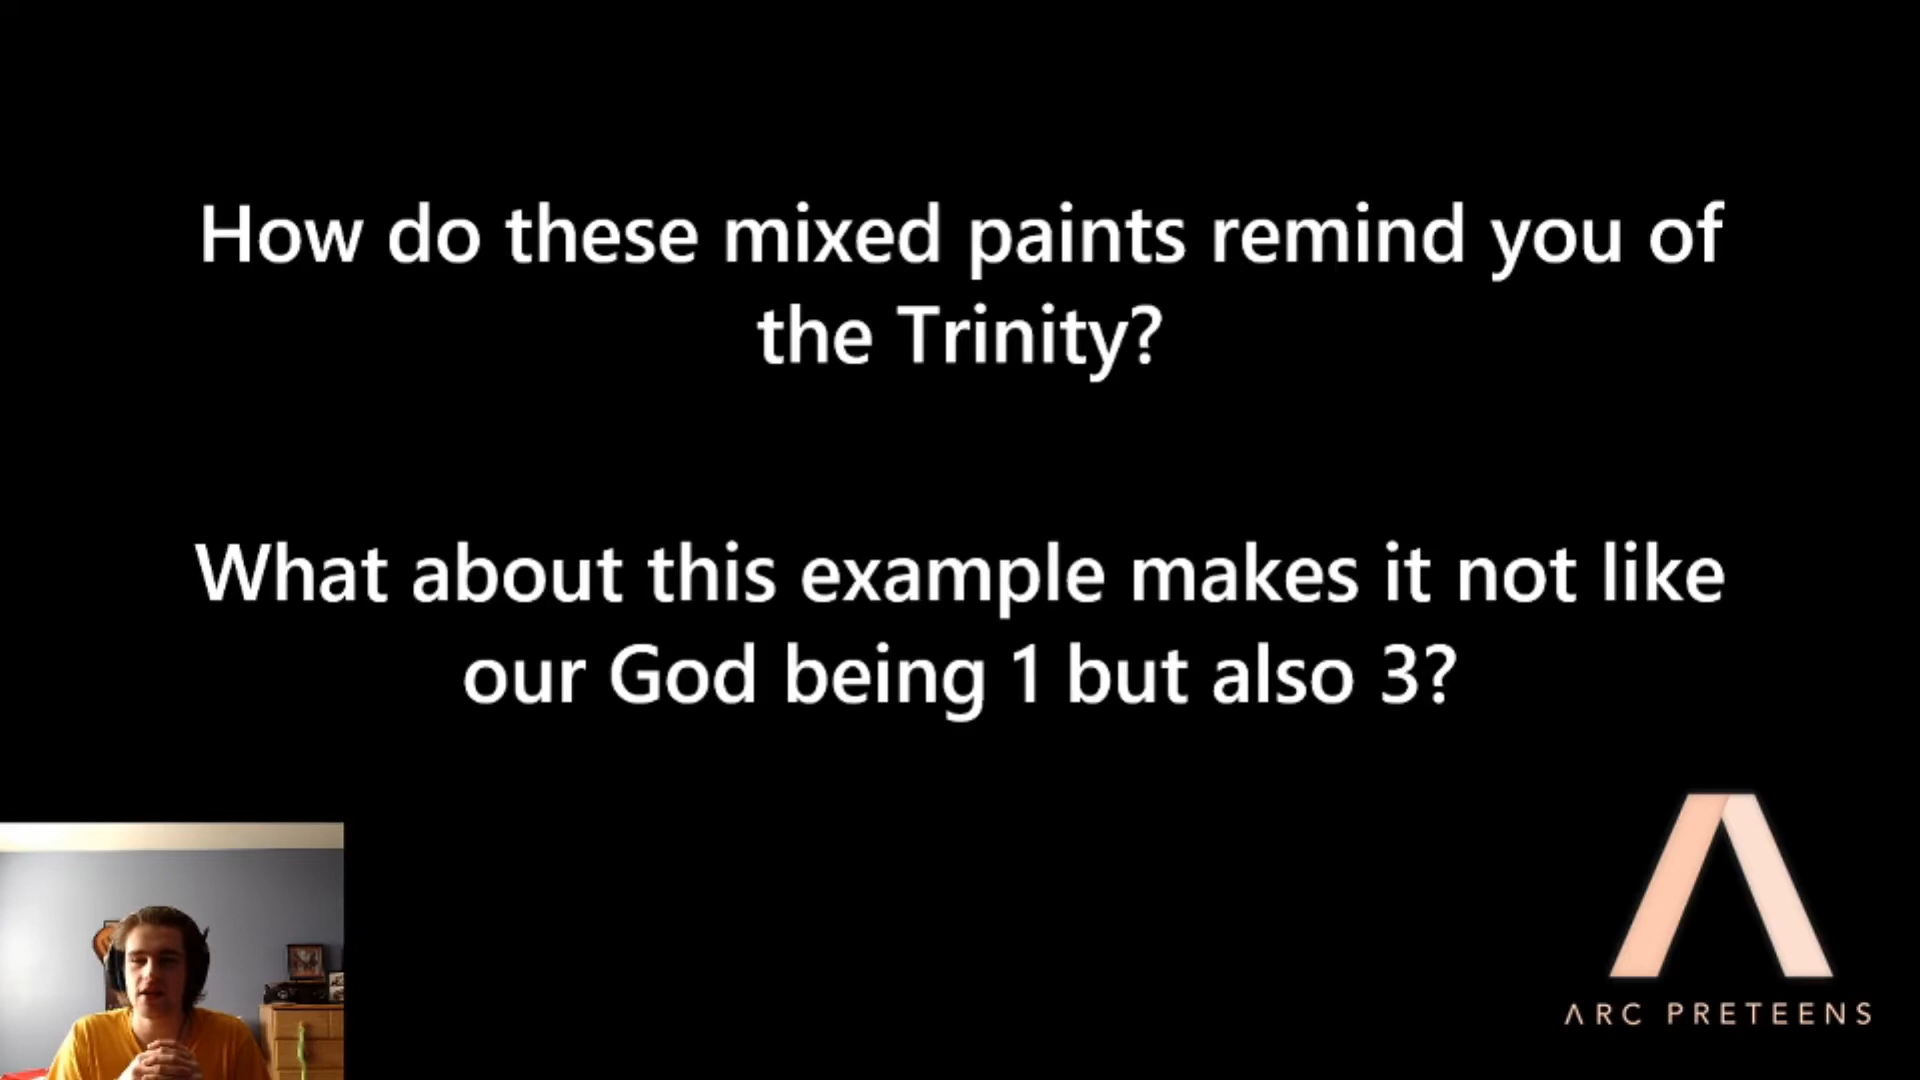 How do these mixed paints remind you of
the Trinity?
What about this example makes it not like
our God being 1 but also 3?
ARC PRETEENS